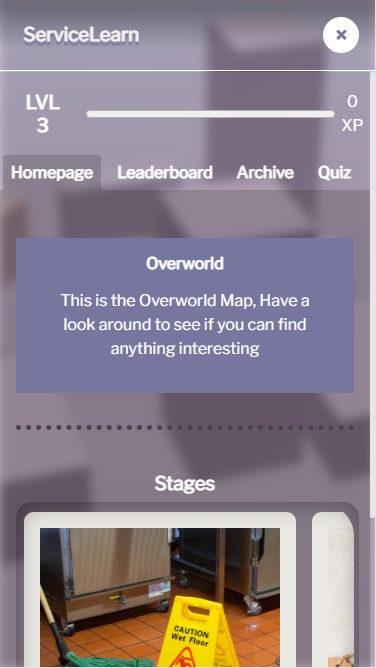 ServiceLearn
LVL
3
0
XP
Homepage
Leaderboard
Archive
Quiz
Overworld
This is the Overworld Map, Have a
look around to see if you can find
anything interesting
Stages
CAUTION
Wet Floor